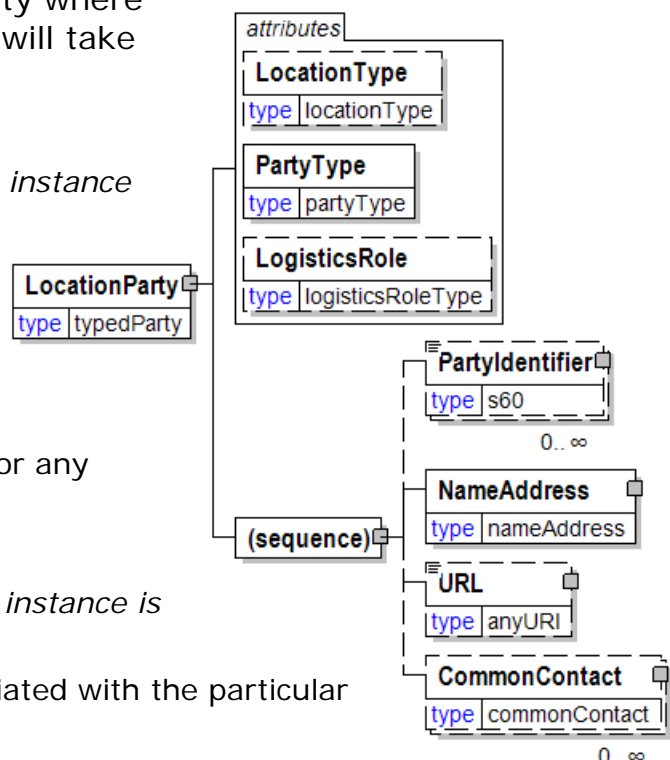 ty where
will take
instance
or any
instance is
iated with the particular
attributes
LocationType
type locationType
PartyType
type partyType
LogisticsRole
type logisticsRoleType
LocationParty
type typedParty
(sequence)
PartyIdentifier
type s60
0.. ∞
NameAddress
type nameAddress
URL
type anyURI
CommonContact
type commonContact
0.. ∞